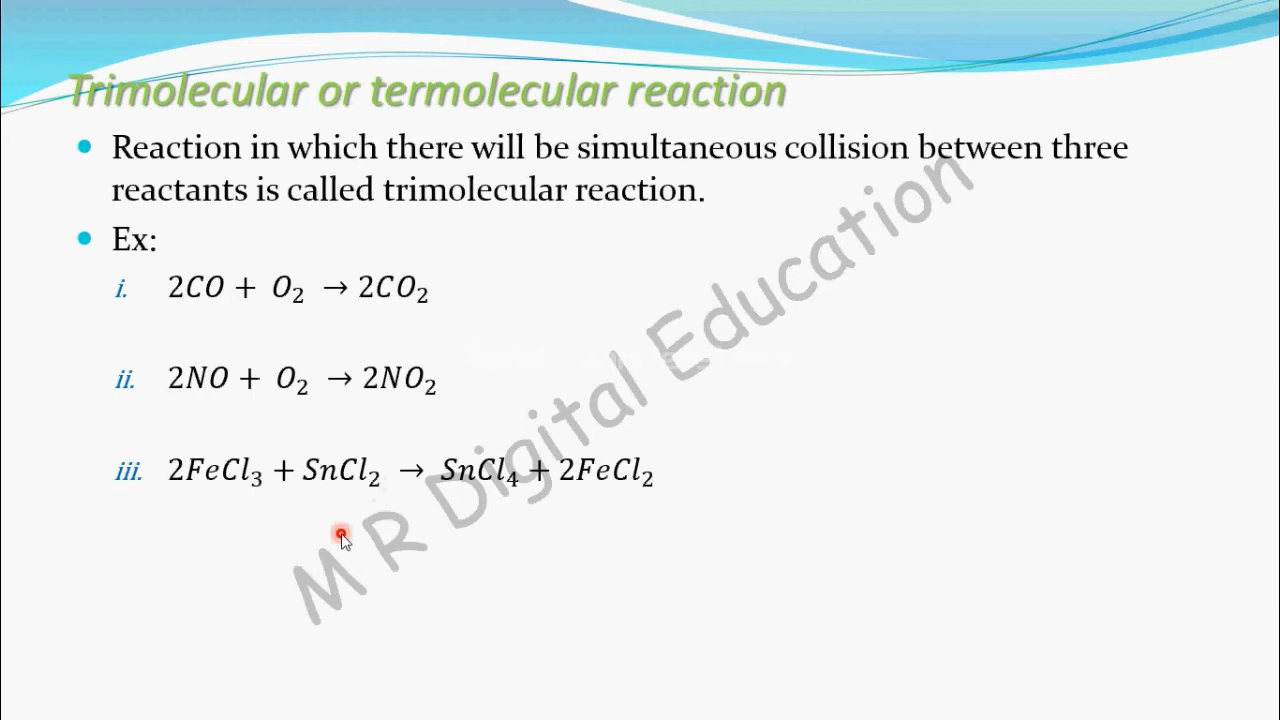 Trimolecular or termolecular reaction
• Reaction in which there will be simultaneous collision between three
reactants is called trimolecular reaction.
• Ex:
i. 2CO + O₂ → 2CO₂
ii. 2NO + O₂ → 2NO₂
iii. 2FeCl₃ + SnCl₂ → SnCl₄ + 2FeCl₂
M R Digital Education